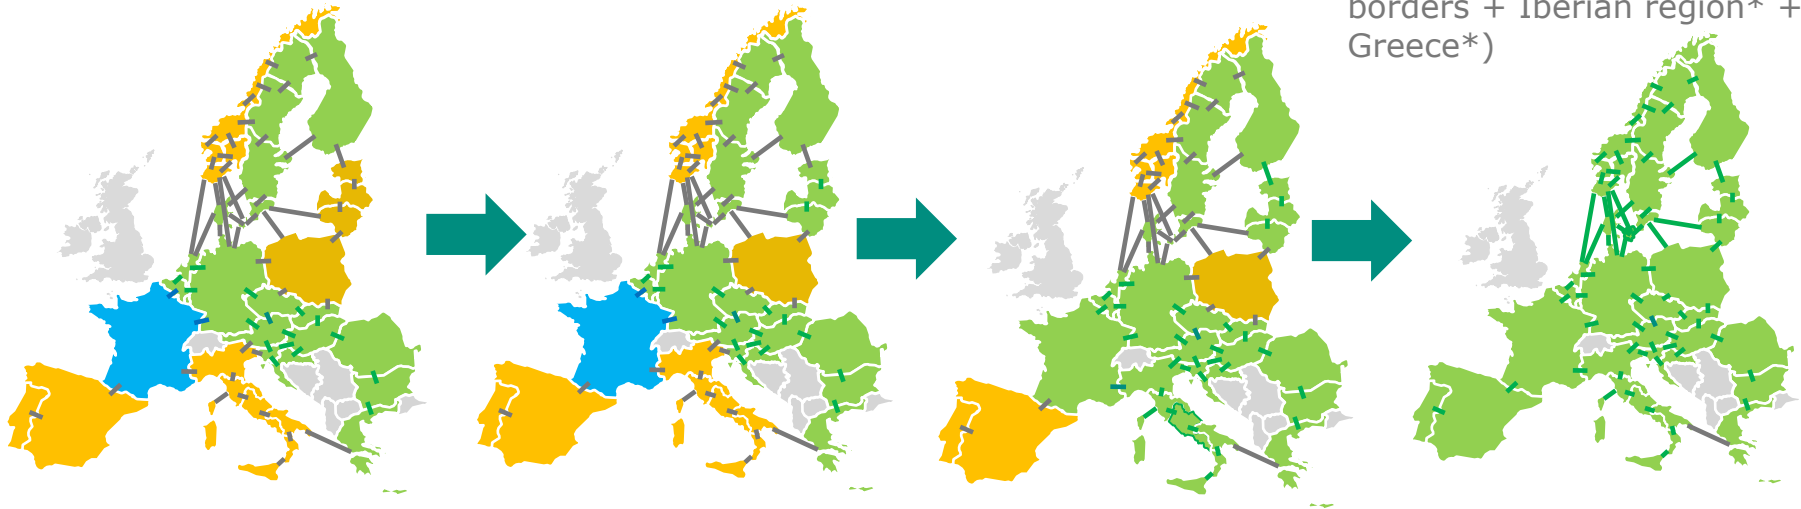 borders + Iberian region* +
Greece*)